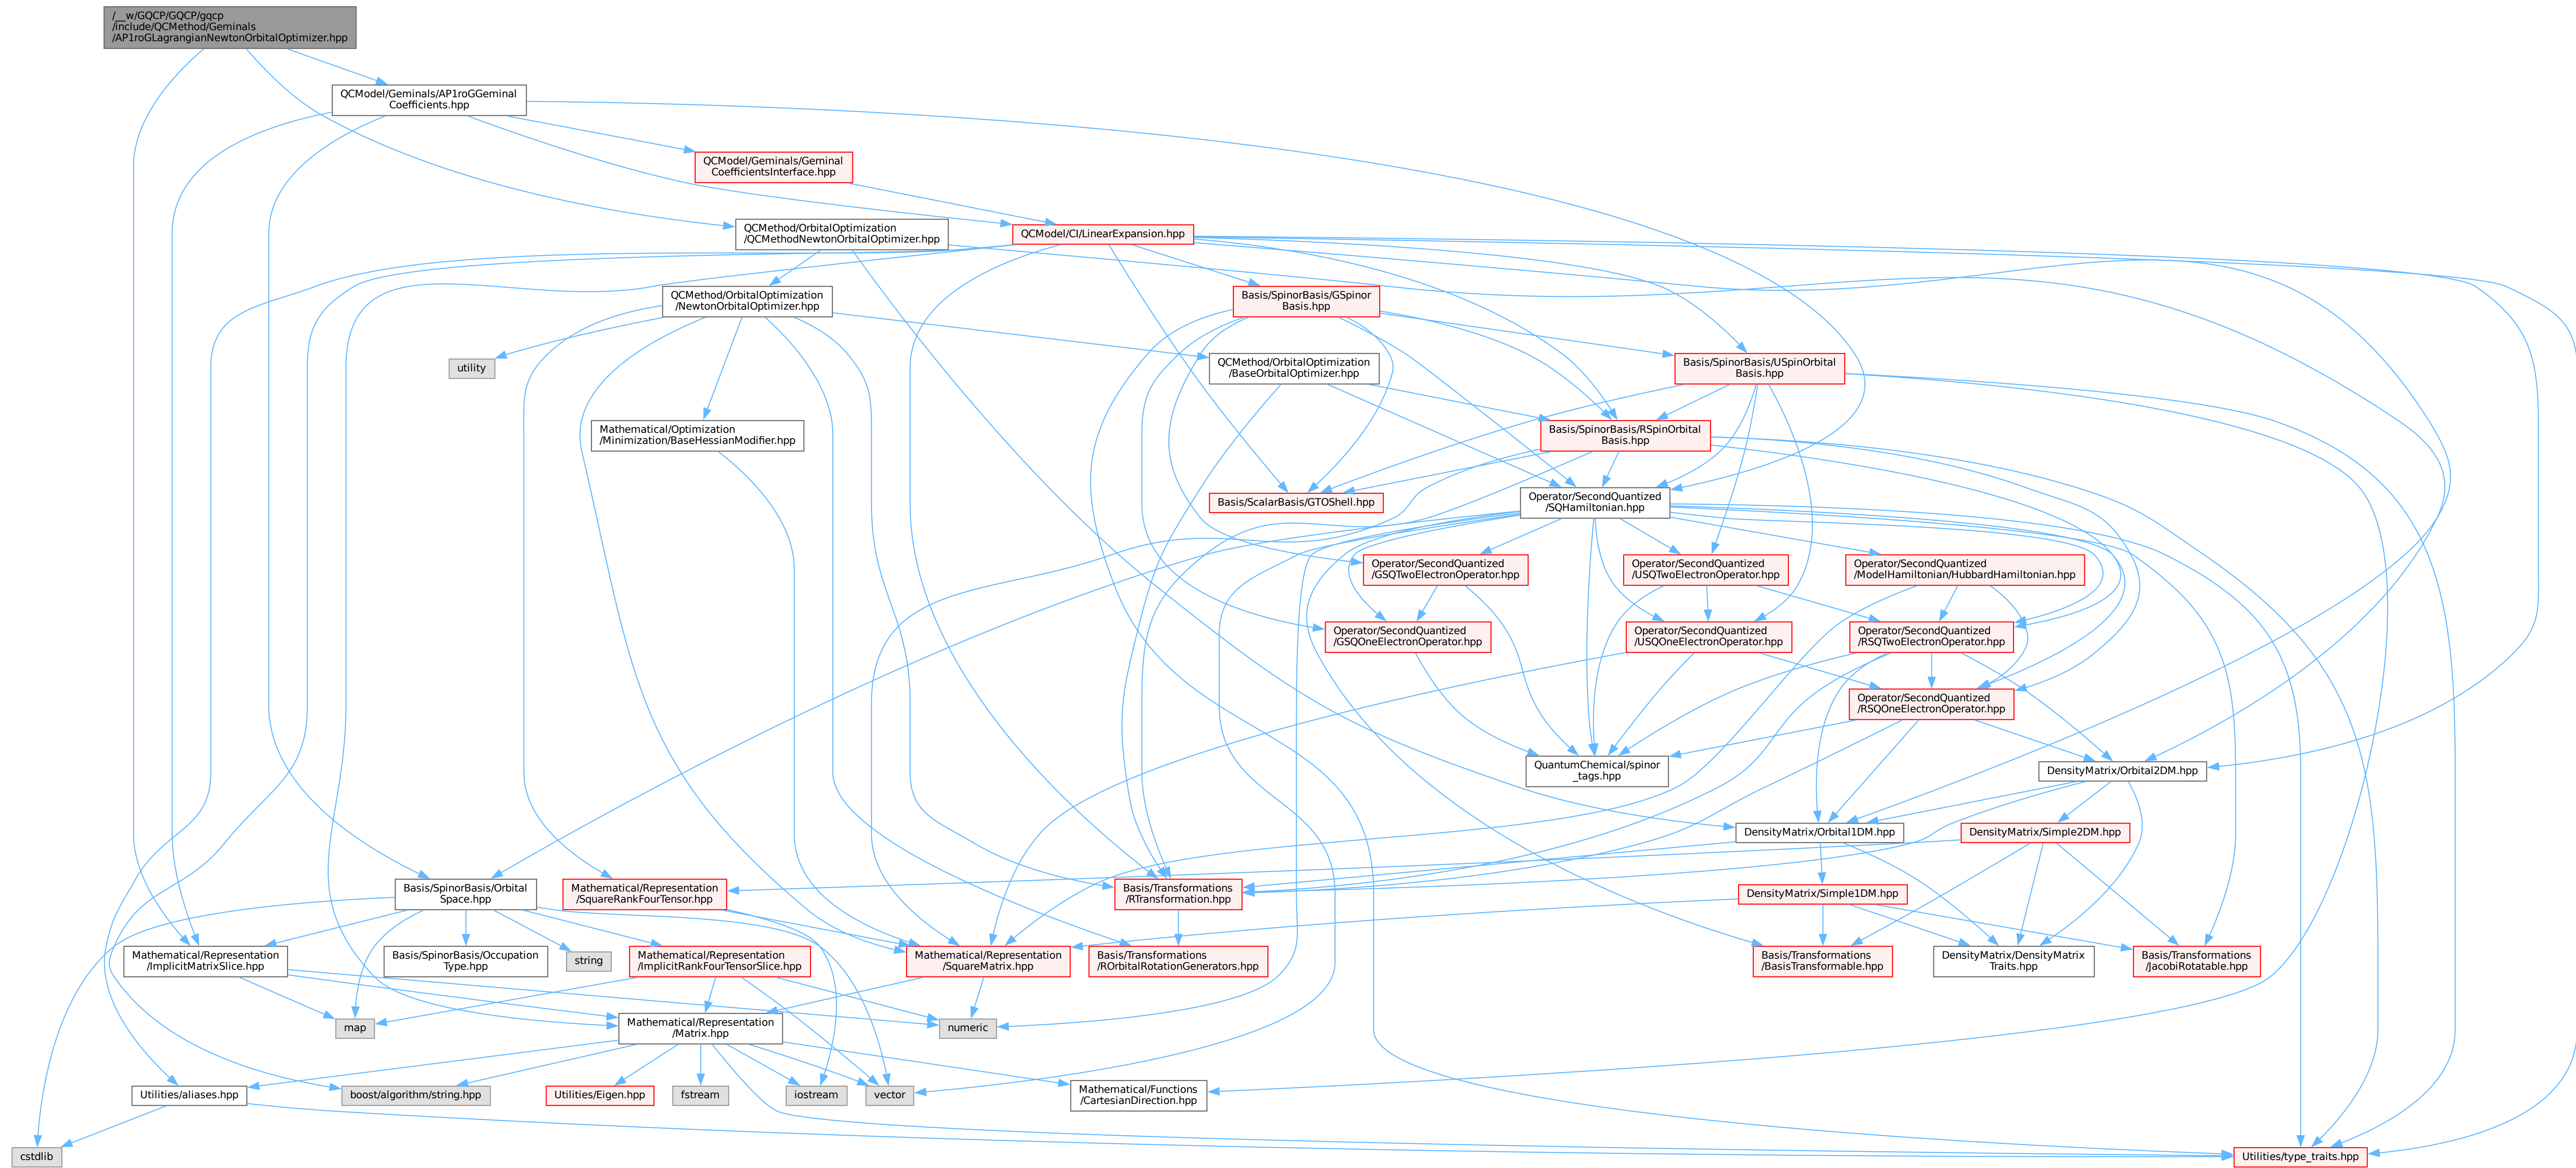 /__w/GQCP/GQCP/gqcp
/include/QCMethod/Geminals
/AP1roGLagrangianNewtonOrbitalOptimizer.hpp
QCModel/Geminals/AP1roGGeminal
Coefficients.hpp
QCModel/Geminals/Geminal
CoefficientsInterface.hpp
QCMethod/OrbitalOptimization
/QCMethodNewtonOrbitalOptimizer.hpp
QCModel/CI/LinearExpansion.hpp
QCMethod/OrbitalOptimization
/NewtonOrbitalOptimizer.hpp
Basis/SpinorBasis/GSpinor
Basis.hpp
utility
QCMethod/OrbitalOptimization
/BaseOrbitalOptimizer.hpp
Basis/SpinorBasis/USpinOrbital
Basis.hpp
Mathematical/Optimization
/Minimization/BaseHessianModifier.hpp
Basis/SpinorBasis/RSpinOrbital
Basis.hpp
Basis/ScalarBasis/GTOShell.hpp
Operator/SecondQuantized
/SQHamiltonian.hpp
Operator/SecondQuantized
/GSQTwoElectronOperator.hpp
Operator/SecondQuantized
/USQTwoElectronOperator.hpp
Operator/SecondQuantized
/ModelHamiltonian/HubbardHamiltonian.hpp
Operator/SecondQuantized
/GSQOneElectronOperator.hpp
Operator/SecondQuantized
/USQOneElectronOperator.hpp
Operator/SecondQuantized
/RSQTwoElectronOperator.hpp
Operator/SecondQuantized
/RSQOneElectronOperator.hpp
QuantumChemical/spinor
_tags.hpp
DensityMatrix/Orbital2DM.hpp
DensityMatrix/Orbital1DM.hpp
DensityMatrix/Simple2DM.hpp
Basis/SpinorBasis/Orbital
Space.hpp
Mathematical/Representation
/SquareRankFourTensor.hpp
Basis/Transformations
/RTransformation.hpp
DensityMatrix/Simple1DM.hpp
Mathematical/Representation
/ImplicitMatrixSlice.hpp
Basis/SpinorBasis/Occupation
Type.hpp
string
Mathematical/Representation
/ImplicitRankFourTensorSlice.hpp
Mathematical/Representation
/SquareMatrix.hpp
Basis/Transformations
/ROrbitalRotationGenerators.hpp
Basis/Transformations
/BasisTransformable.hpp
DensityMatrix/DensityMatrix
Traits.hpp
Basis/Transformations
/JacobiRotatable.hpp
map
Mathematical/Representation
/Matrix.hpp
numeric
Utilities/aliases.hpp
boost/algorithm/string.hpp
Utilities/Eigen.hpp
fstream
iostream
vector
Mathematical/Functions
/CartesianDirection.hpp
cstdlib
Utilities/type_traits.hpp